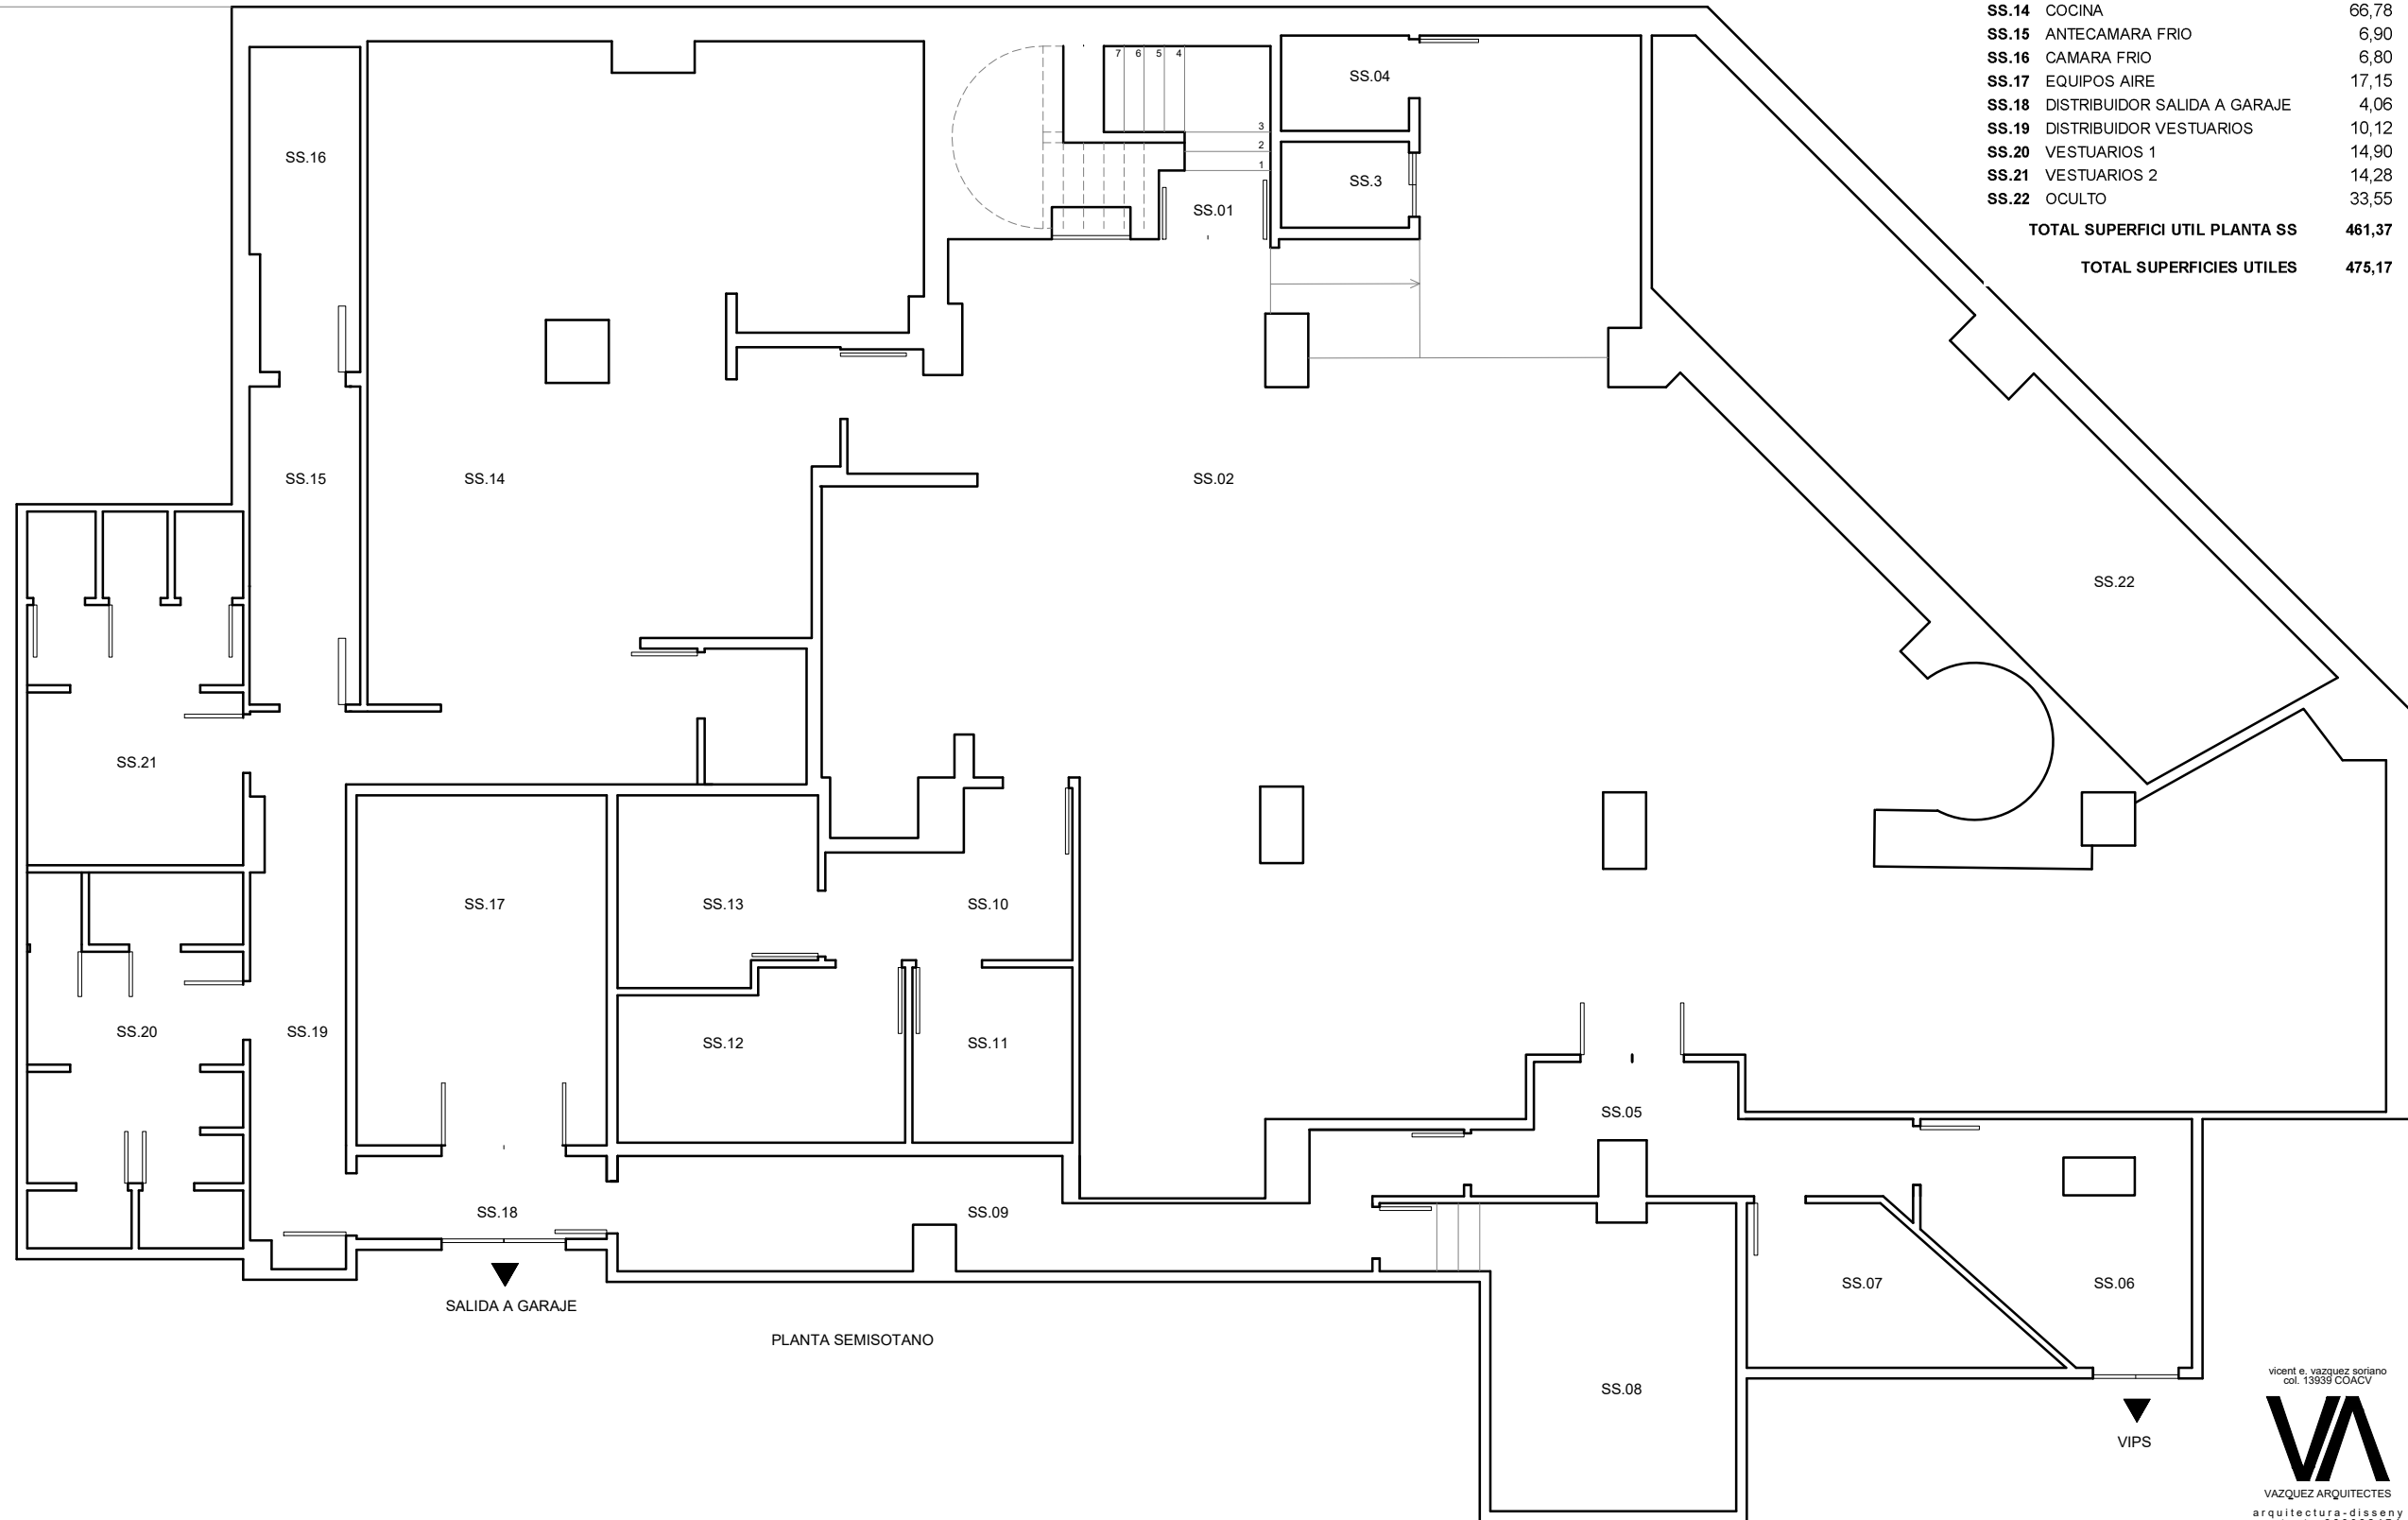 SS.14 COCINA 66,78
SS.15 ANTECAMARA FRIO 6,90
SS.16 CAMARA FRIO 6,80
SS.17 EQUIPOS AIRE 17,15
SS.18 DISTRIBUIDOR SALIDA A GARAJE 4,06
SS.19 DISTRIBUIDOR VESTUARIOS 10,12
SS.20 VESTUARIOS 1 14,90
SS.21 VESTUARIOS 2 14,28
SS.22 OCULTO 33,55
TOTAL SUPERFICI UTIL PLANTA SS 461,37
TOTAL SUPERFICIES UTILES 475,17
7 6 5 4
3
2
1
SS.04
SS.16
SS.3
SS.01
SS.15
SS.14
SS.02
SS.22
SS.21
SS.17
SS.13
SS.10
SS.20
SS.19
SS.12
SS.11
SS.05
SS.18
SS.09
SS.07
SS.06
SALIDA A GARAJE
PLANTA SEMISOTANO
SS.08
VIPS
vicent e. vazquez soriano
col. 13939 COACV
VA
VAZQUEZ ARQUITECTES
arquitectura-disseny